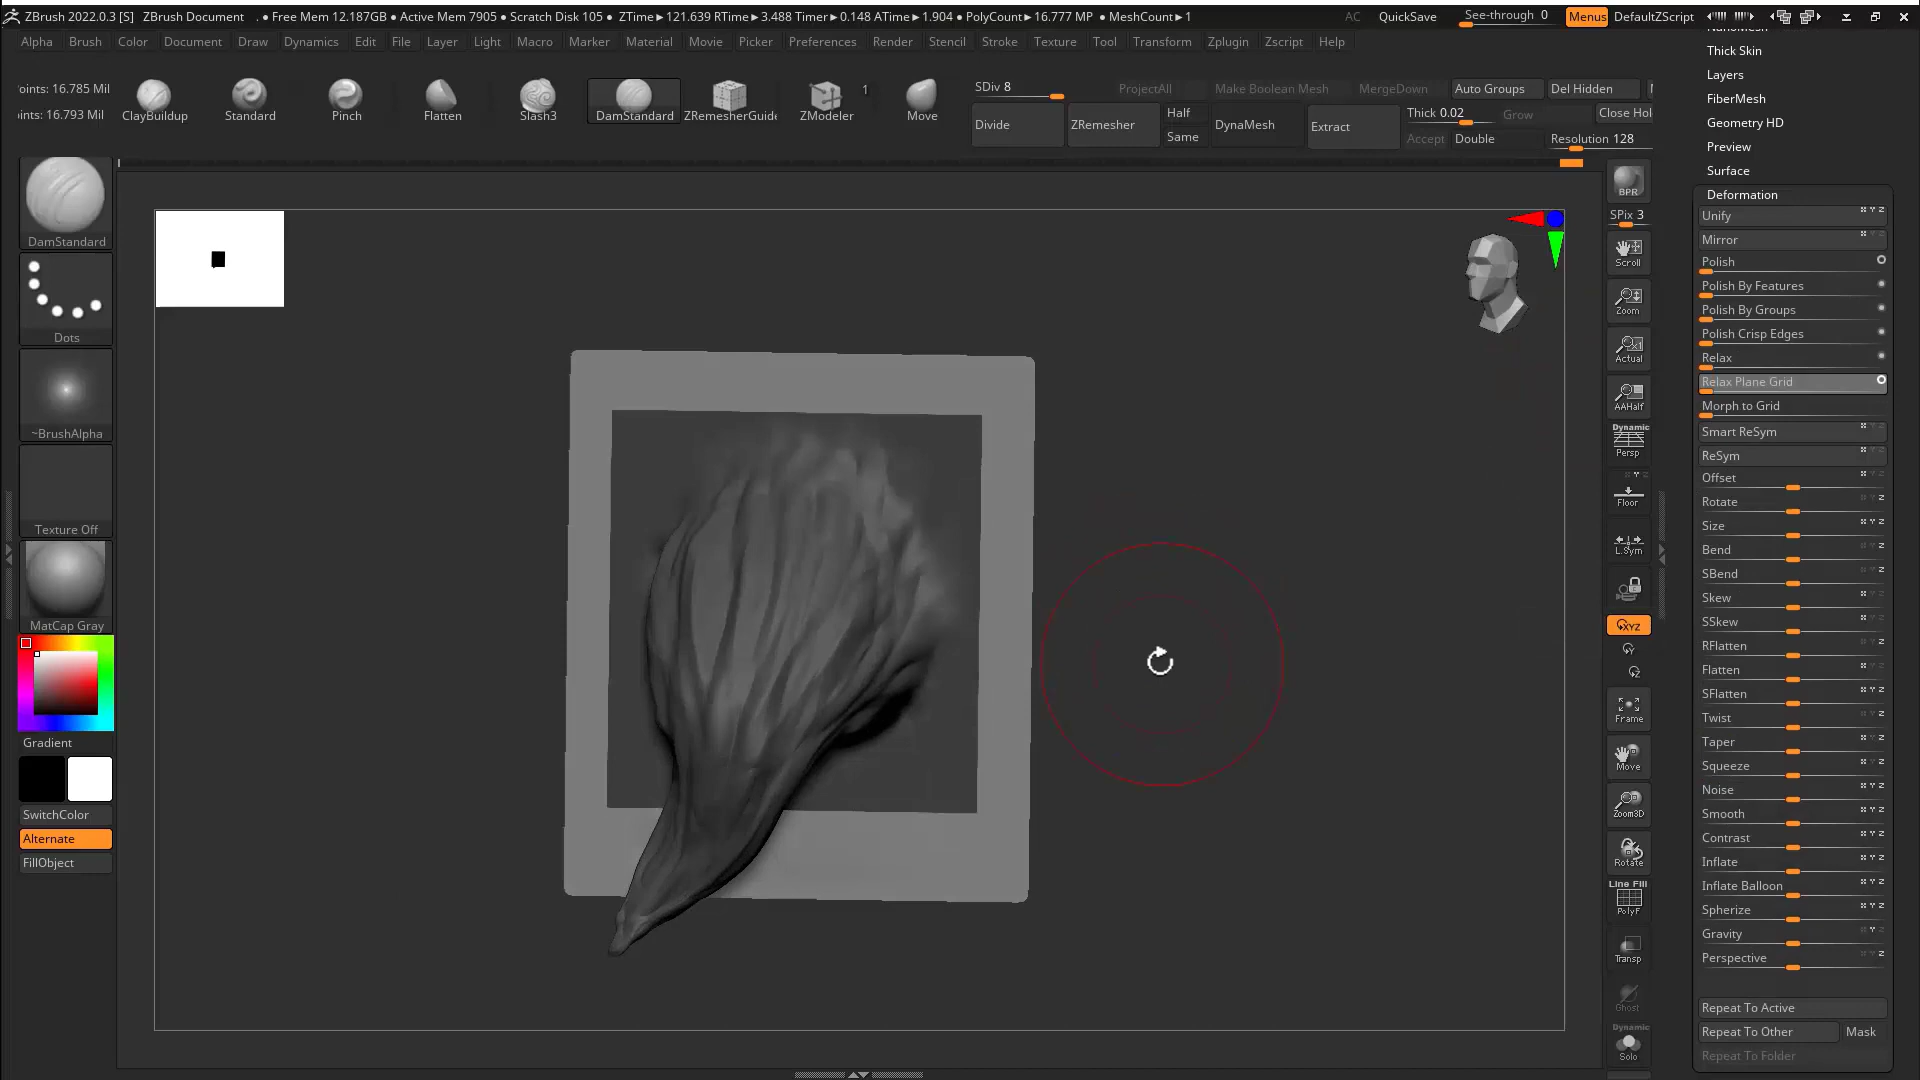 ZBrush 2022.0.3 [S] ZBrush Document . • Free Mem 12.187GB • Active Mem 7905 • Scratch Disk 105 • ZTime►121.639 RTime►3.488 Timer►0.148 ATime►1.904 • PolyCount►16.777 MP • MeshCount►1 AC QuickSave See-through 0 Menus DefaultZScript
Alpha Brush Color Document Draw Dynamics Edit File Layer Light Macro Marker Material Movie Picker Preferences Render Stencil Stroke Texture Tool Transform Zplugin Zscript Help
oints: 16.785 Mil
ints: 16.793 Mil
ClayBuildup
Standard
Pinch
Flatten
Slash3
DamStandard
ZRemesherGuide
1
ZModeler
Move
SDiv 8
Divide
ZRemesher
Half
Same
ProjectAll
Make Boolean Mesh
DynaMesh
MergeDown
Extract
Thick 0.02
Accept
Auto Groups
Grow
Double
Del Hidden
Close Hol
Resolution 128
DamStandard
Dots
~BrushAlpha
Texture Off
MatCap Gray
Gradient
SwitchColor
Alternate
FillObject
BPR
SPix 3
Scroll
Zoom
Actual
AAHalf
Dynamic
Persp
Floor
L.Sym
XYZ
Frame
Move
Zoom3D
Rotate
Line Fill
PolyF
Transp
Ghost
Dynamic
Solo
Thick Skin
Layers
FiberMesh
Geometry HD
Preview
Surface
Deformation
Unify
Mirror
Polish
Polish By Features
Polish By Groups
Polish Crisp Edges
Relax
Relax Plane Grid
Morph to Grid
Smart ReSym
ReSym
Offset
Rotate
Size
Bend
SBend
Skew
SSkew
RFlatten
Flatten
SFlatten
Twist
Taper
Squeeze
Noise
Smooth
Contrast
Inflate
Inflate Balloon
Spherize
Gravity
Perspective
Repeat To Active
Repeat To Other Mask
Repeat To Folder